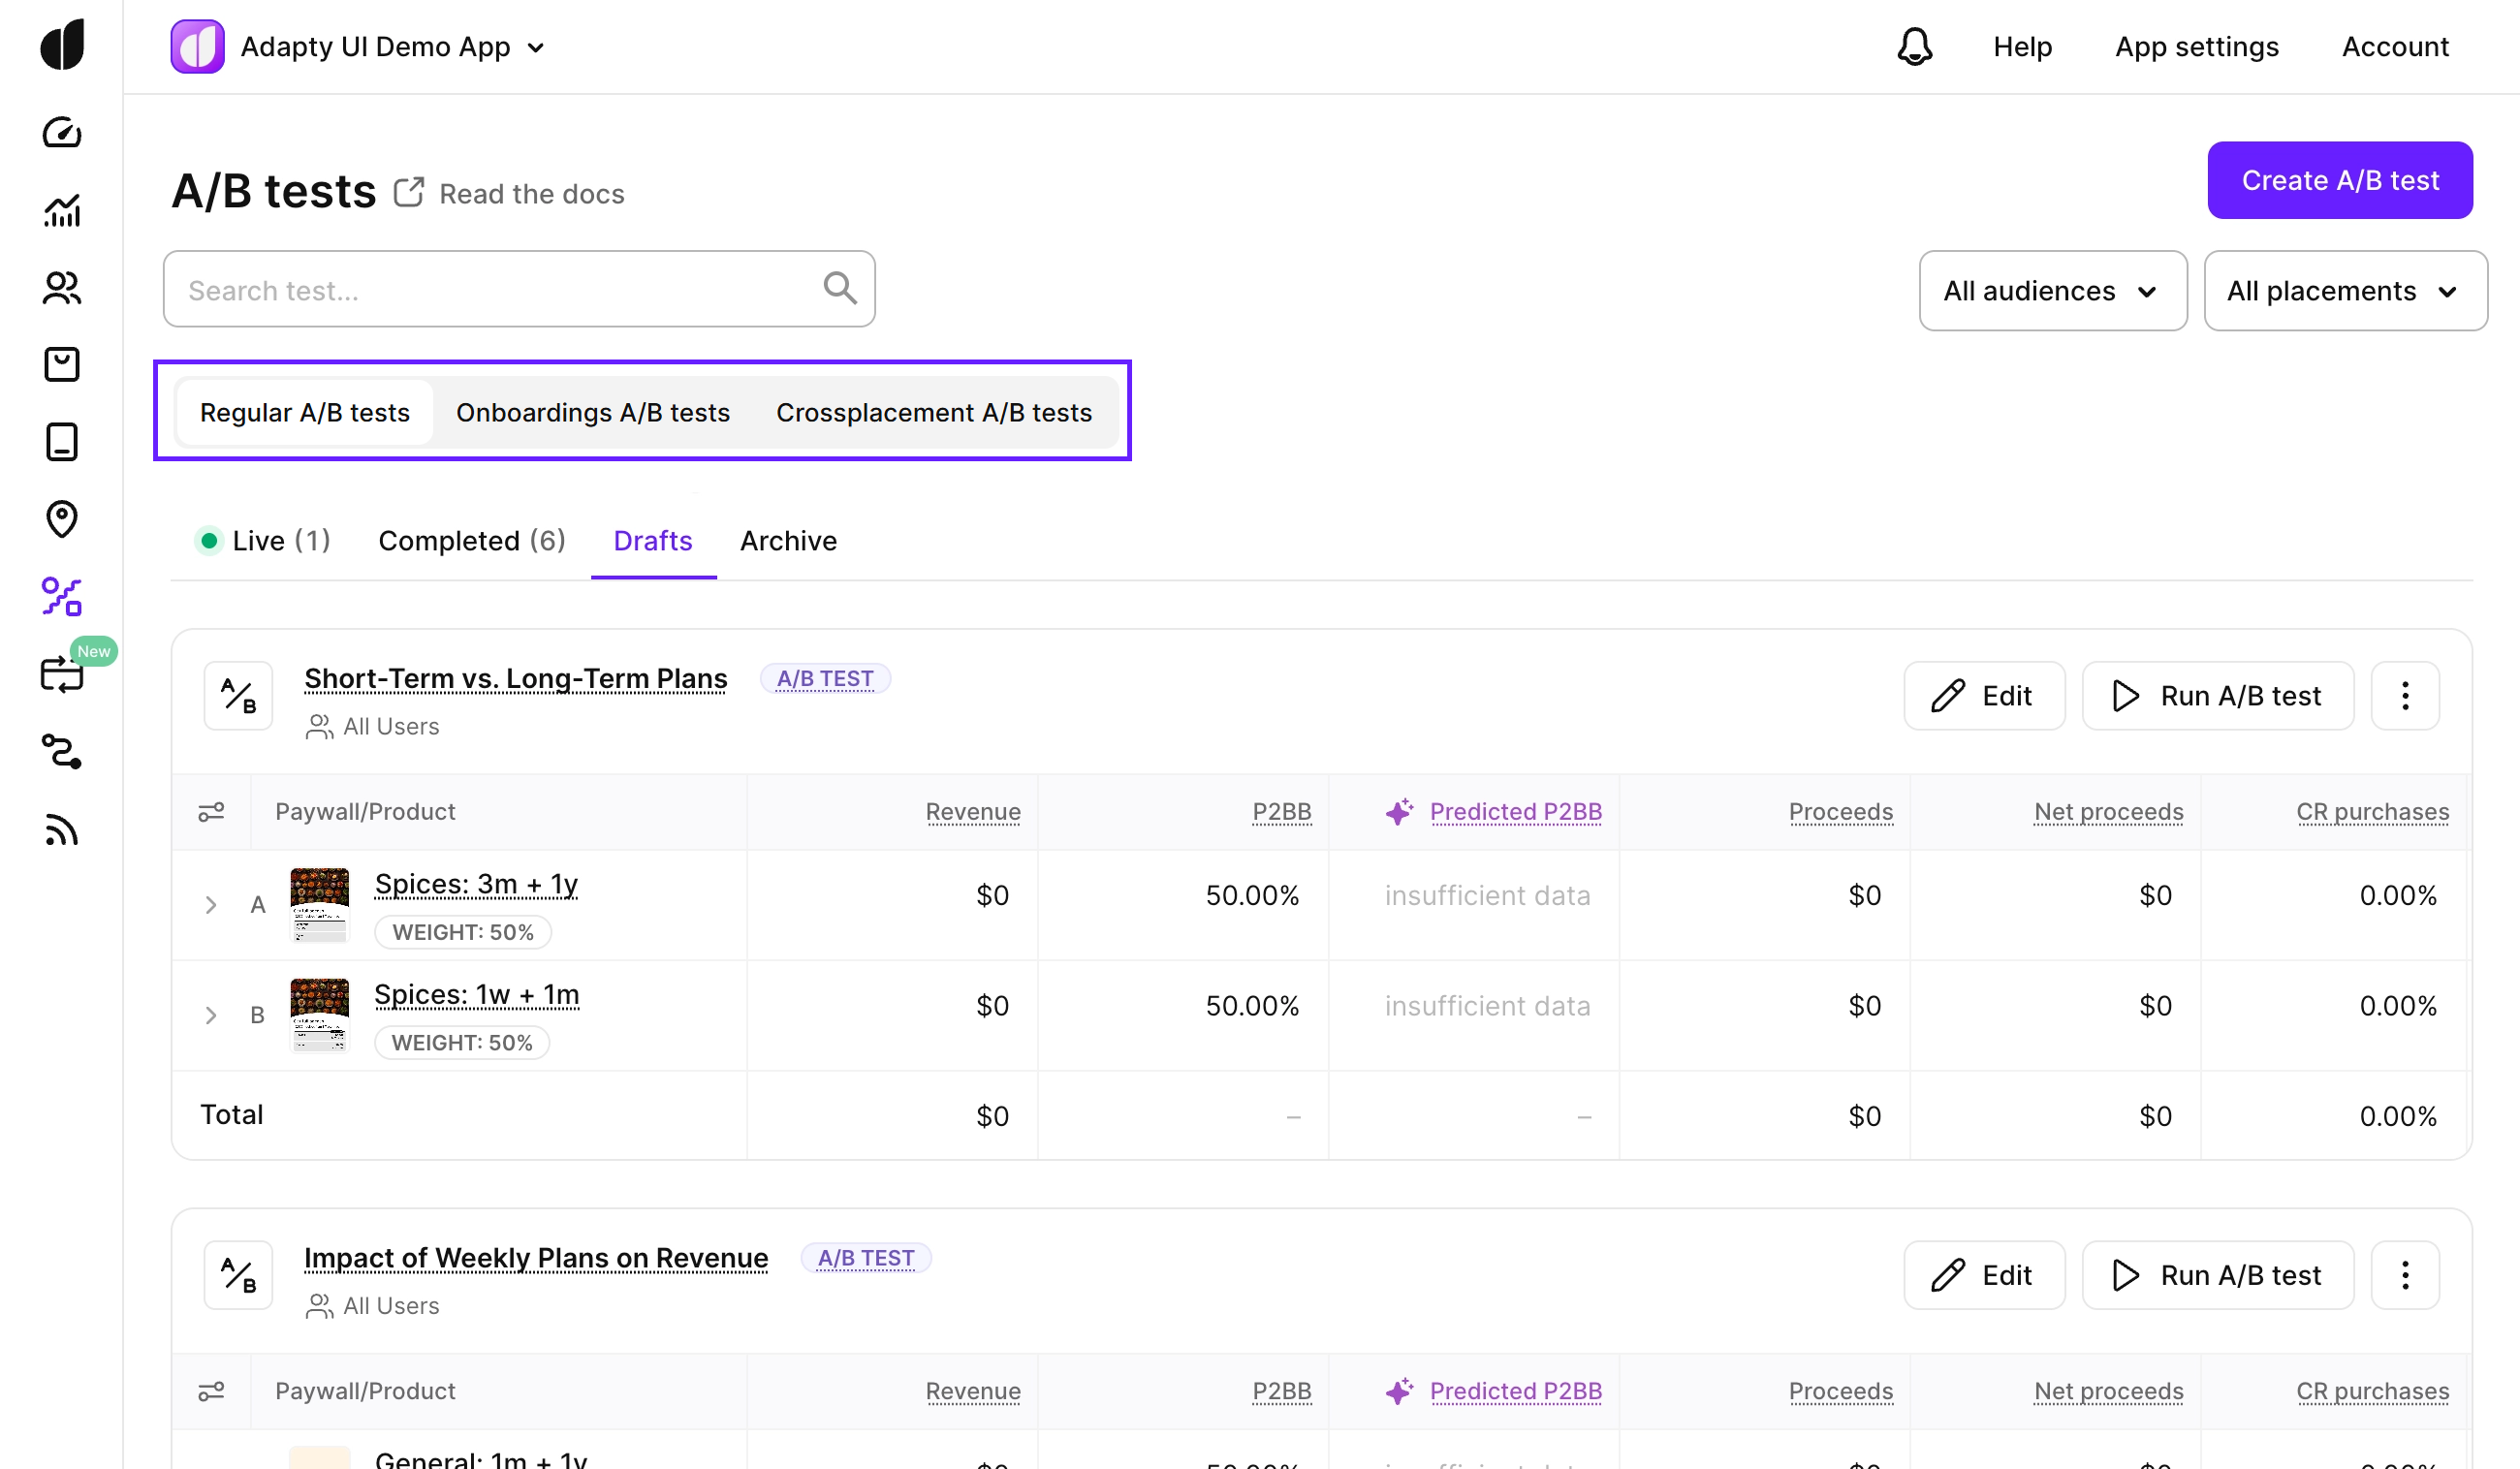 Adapty UI Demo App
Help
App settings
Account
A/B tests
Read the docs
Create A/B test
Search test...
All audiences
All placements
Regular A/B tests
Onboardings A/B tests
Crossplacement A/B tests
Live (1)
Completed (6)
Drafts
Archive
New
Short-Term vs. Long-Term Plans
A/B TEST
All Users
Edit
Run A/B test
Paywall/Product
Revenue
P2BB
Predicted P2BB
Proceeds
Net proceeds
CR purchases
A
Spices: 3m + 1y
WEIGHT: 50%
$0
50.00%
insufficient data
$0
$0
0.00%
B
Spices: 1w + 1m
WEIGHT: 50%
$0
50.00%
insufficient data
$0
$0
0.00%
Total
$0
–
–
$0
$0
0.00%
Impact of Weekly Plans on Revenue
A/B TEST
All Users
Edit
Run A/B test
Paywall/Product
Revenue
P2BB
Predicted P2BB
Proceeds
Net proceeds
CR purchases
General: 1m + 1y